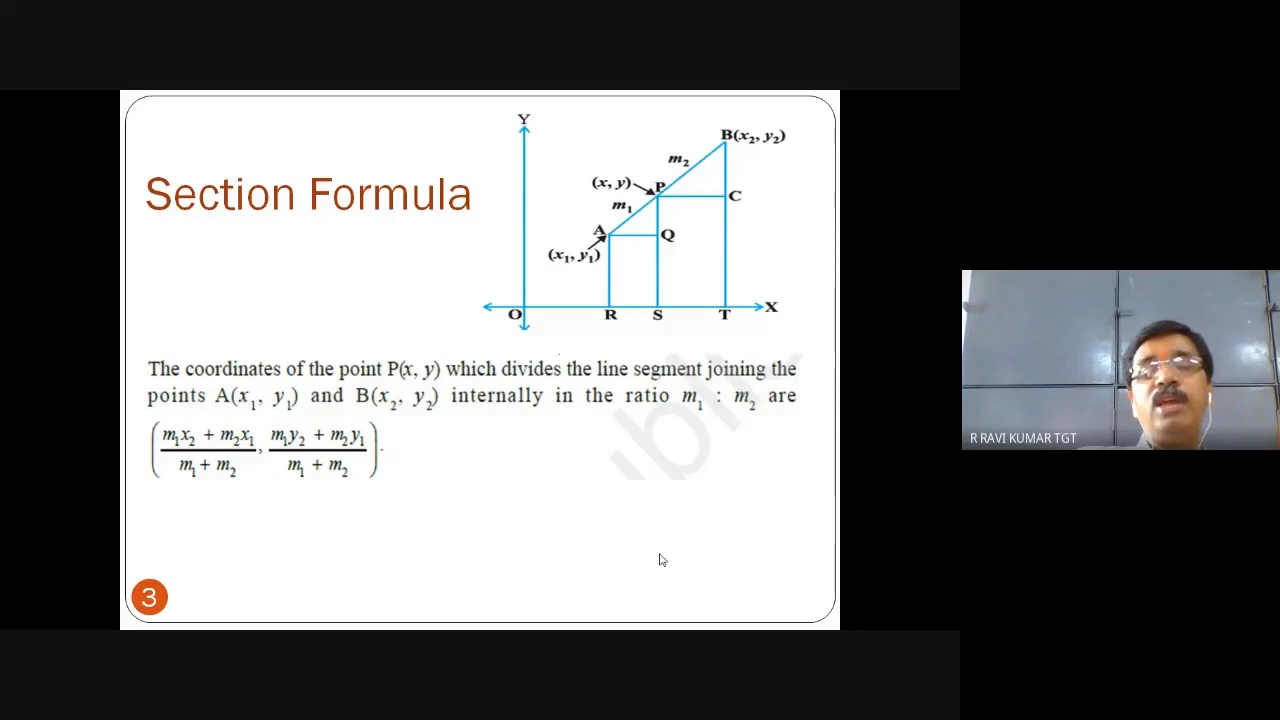 Section Formula
Y
B(x₂, y₂)
m₂
(x, y)
P
C
m₁
A
Q
(x₁, y₁)
O
R
S
T
X
The coordinates of the point P(x, y) which divides the line segment joining the
points A(x₁, y₁) and B(x₂, y₂) internally in the ratio m₁ : m₂ are
((m₁x₂ + m₂x₁)/(m₁ + m₂), (m₁y₂ + m₂y₁)/(m₁ + m₂)).
3
R RAVI KUMAR TGT